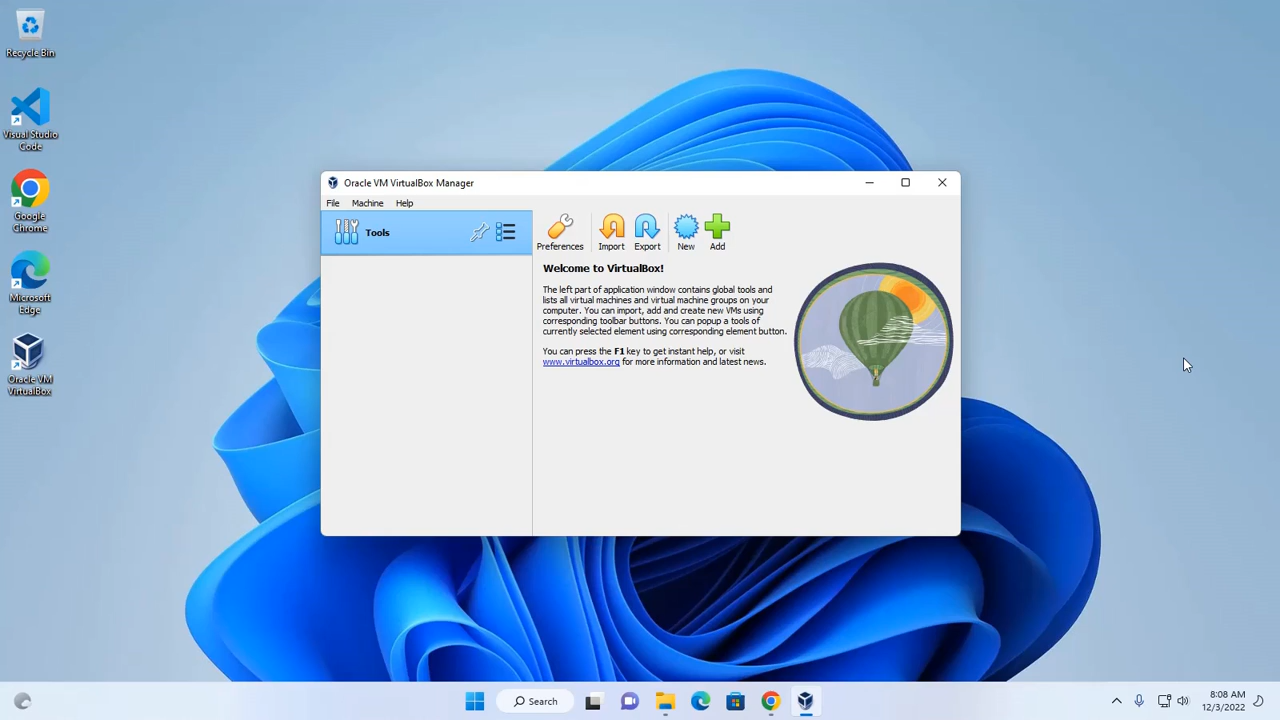 Recycle Bin
Visual Studio
Code
Google
Chrome
Microsoft
Edge
Oracle VM
VirtualBox
Oracle VM VirtualBox Manager
File Machine Help
Tools
Preferences Import Export New Add
Welcome to VirtualBox!
The left part of application window contains global tools and
lists all virtual machines and virtual machine groups on your
computer. You can import, add and create new VMs using
corresponding toolbar buttons. You can popup a tools of
currently selected element using corresponding element button.
You can press the F1 key to get instant help, or visit
www.virtualbox.org for more information and latest news.
Search
8:08 AM
12/3/2022